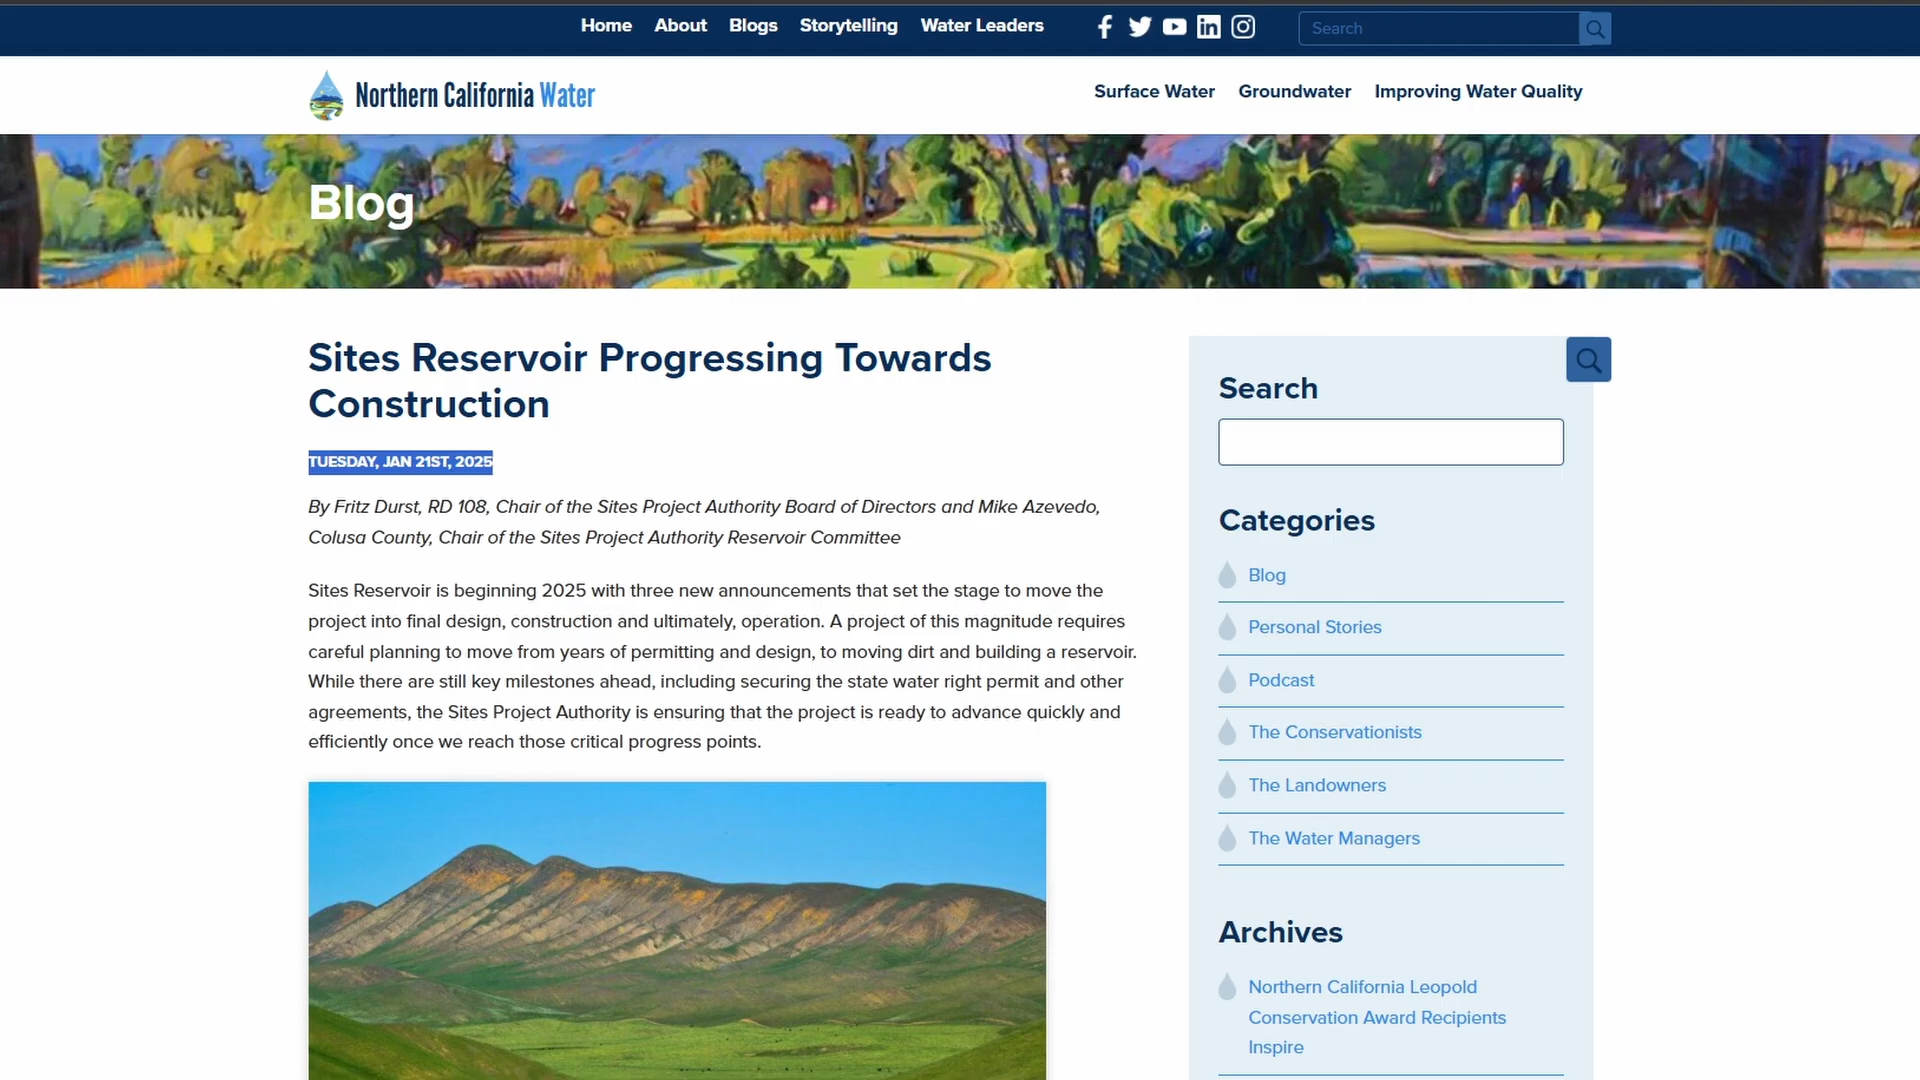 Home About Blogs Storytelling Water Leaders
Search
Northern California Water
Surface Water Groundwater Improving Water Quality
Blog
Sites Reservoir Progressing Towards
Construction
TUESDAY, JAN 21ST, 2025
By Fritz Durst, RD 108, Chair of the Sites Project Authority Board of Directors and Mike Azevedo,
Colusa County, Chair of the Sites Project Authority Reservoir Committee
Sites Reservoir is beginning 2025 with three new announcements that set the stage to move the
project into final design, construction and ultimately, operation. A project of this magnitude requires
careful planning to move from years of permitting and design, to moving dirt and building a reservoir.
While there are still key milestones ahead, including securing the state water right permit and other
agreements, the Sites Project Authority is ensuring that the project is ready to advance quickly and
efficiently once we reach those critical progress points.
Search
Categories
Blog
Personal Stories
Podcast
The Conservationists
The Landowners
The Water Managers
Archives
Northern California Leopold
Conservation Award Recipients
Inspire